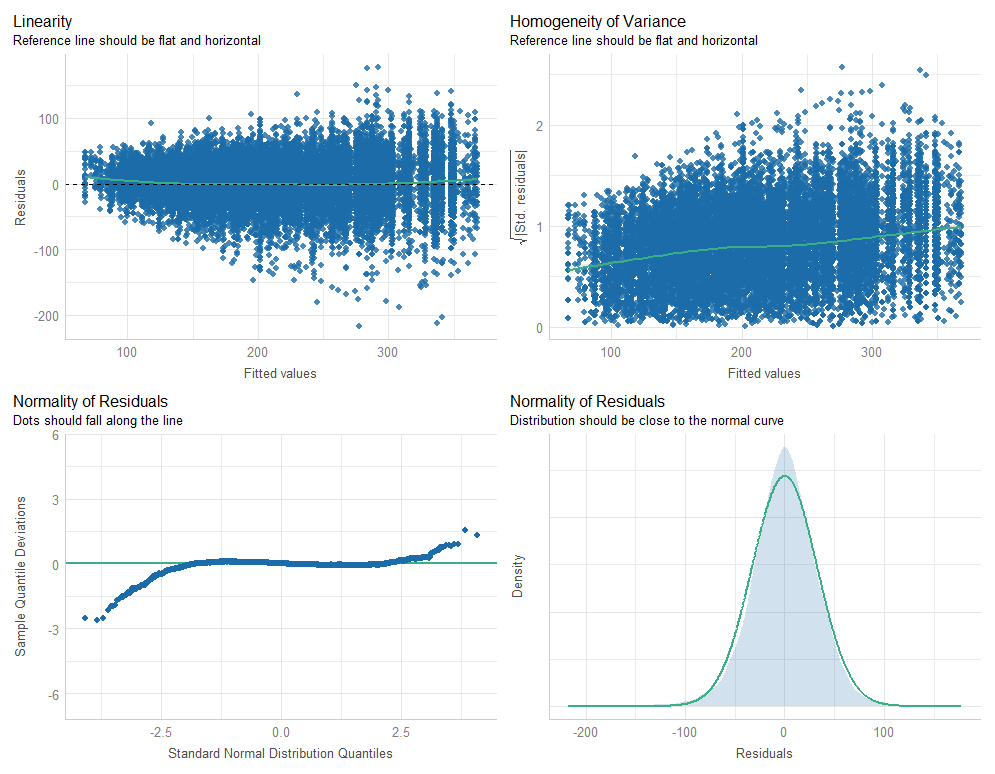 Linearity
Reference line should be flat and horizontal
100
0
-100
-200
Residuals
100
200
300
Fitted values
Homogeneity of Variance
Reference line should be flat and horizontal
2
1
0
√|Std. residuals|
100
200
300
Fitted values
Normality of Residuals
Dots should fall along the line
6
3
0
-3
-6
Sample Quantile Deviations
-2.5
0.0
2.5
Standard Normal Distribution Quantiles
Normality of Residuals
Distribution should be close to the normal curve
Density
-200
-100
0
100
Residuals